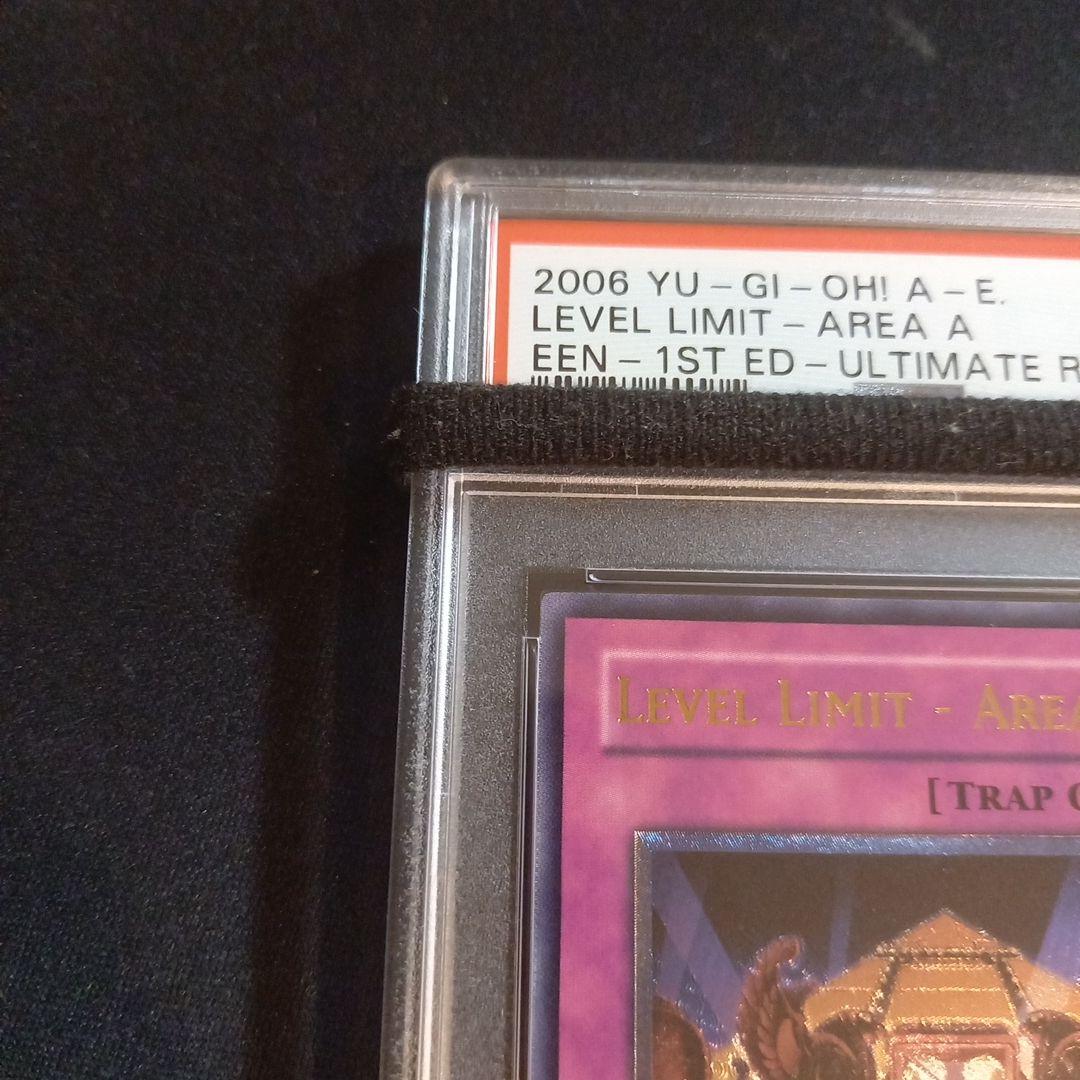 2006 YU-GI-OH! A-E.
LEVEL LIMIT-AREA A
EEN-1ST ED-ULTIMATE
LEVEL LIMIT - AREA
[TRAP